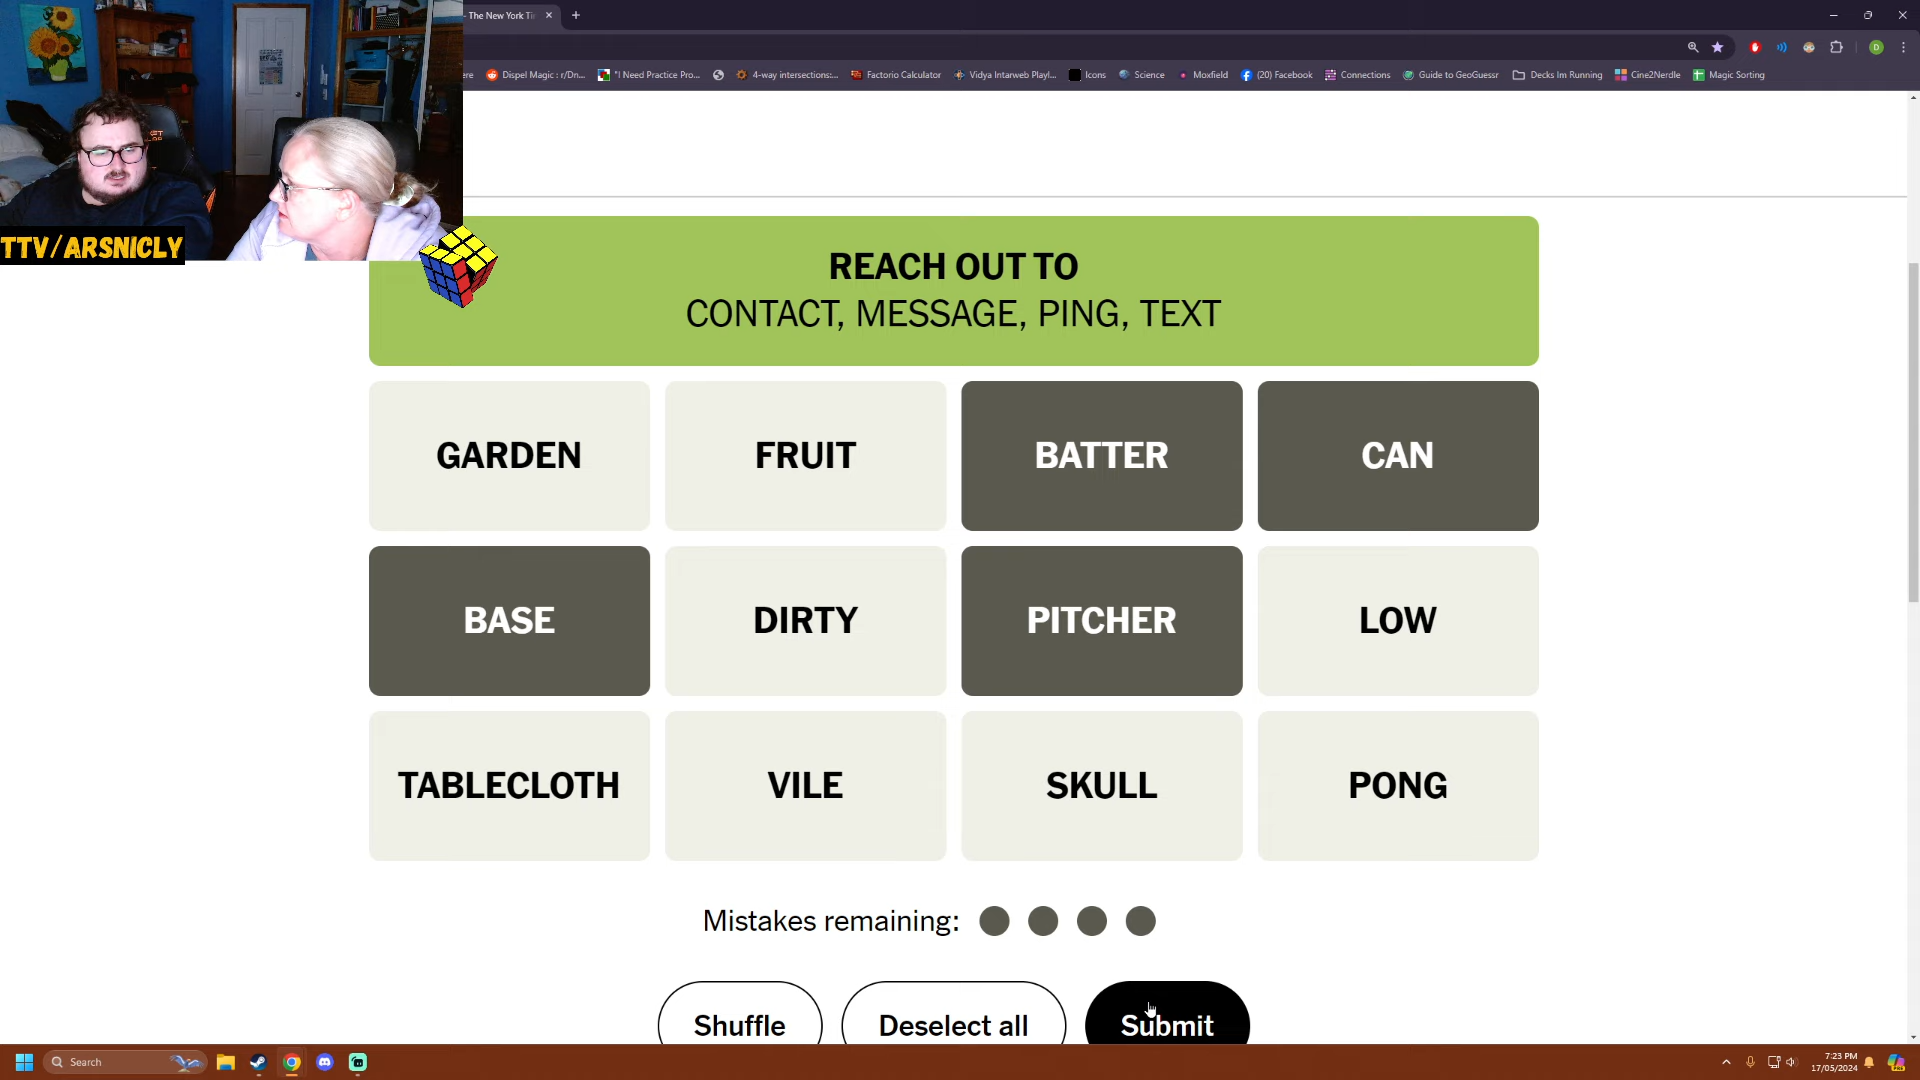 - The New York Ti
ere
Dispel Magic : r/Dn...
"I Need Practice Pro...
4-way intersections:...
Factorio Calculator
Vidya Intarweb Playl...
Icons
Science
Moxfield
(20) Facebook
Connections
Guide to GeoGuessr
Decks Im Running
Cine2Nerdle
Magic Sorting
D
TTV/ARSNICLY
REACH OUT TO
CONTACT, MESSAGE, PING, TEXT
GARDEN
FRUIT
BATTER
CAN
BASE
DIRTY
PITCHER
LOW
TABLECLOTH
VILE
SKULL
PONG
Mistakes remaining:
Shuffle
Deselect all
Submit
Search
7:23 PM
17/05/2024